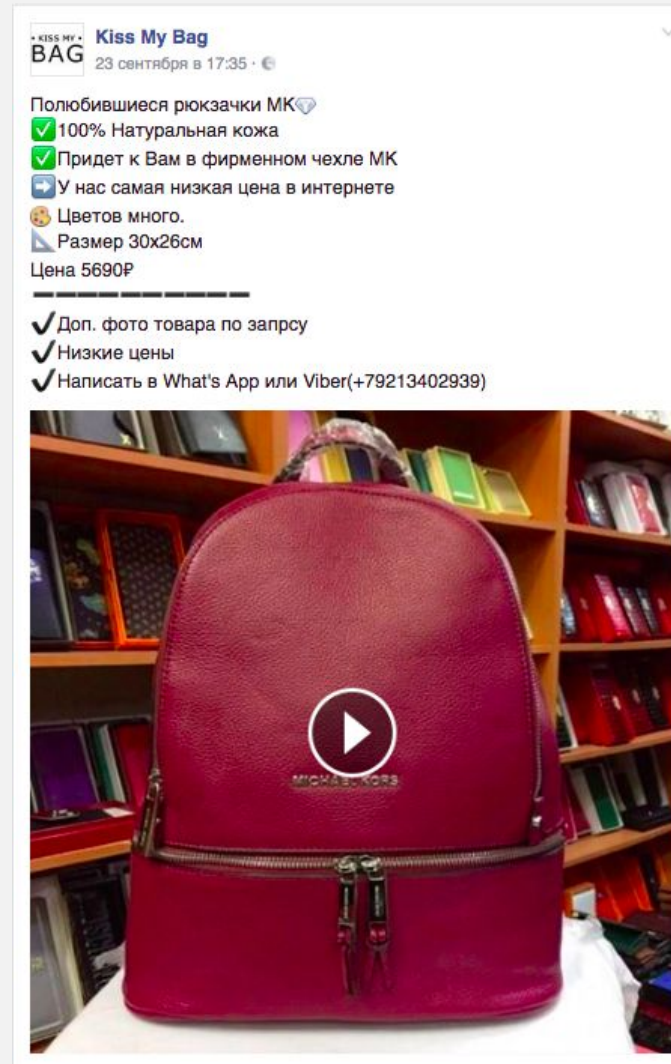 • KISS MY •
BAG
Kiss My Bag
23 сентября в 17:35 ·
Полюбившиеся рюкзачки МК💎
✅100% Натуральная кожа
✅Придет к Вам в фирменном чехле МК
➡️У нас самая низкая цена в интернете
🎨 Цветов много.
📐Размер 30х26см
Цена 5690₽
➖➖➖➖➖➖➖➖➖➖
✔️Доп. фото товара по запрсу
✔️Низкие цены
✔️Написать в What's App или Viber(+79213402939)
MICHAEL KORS